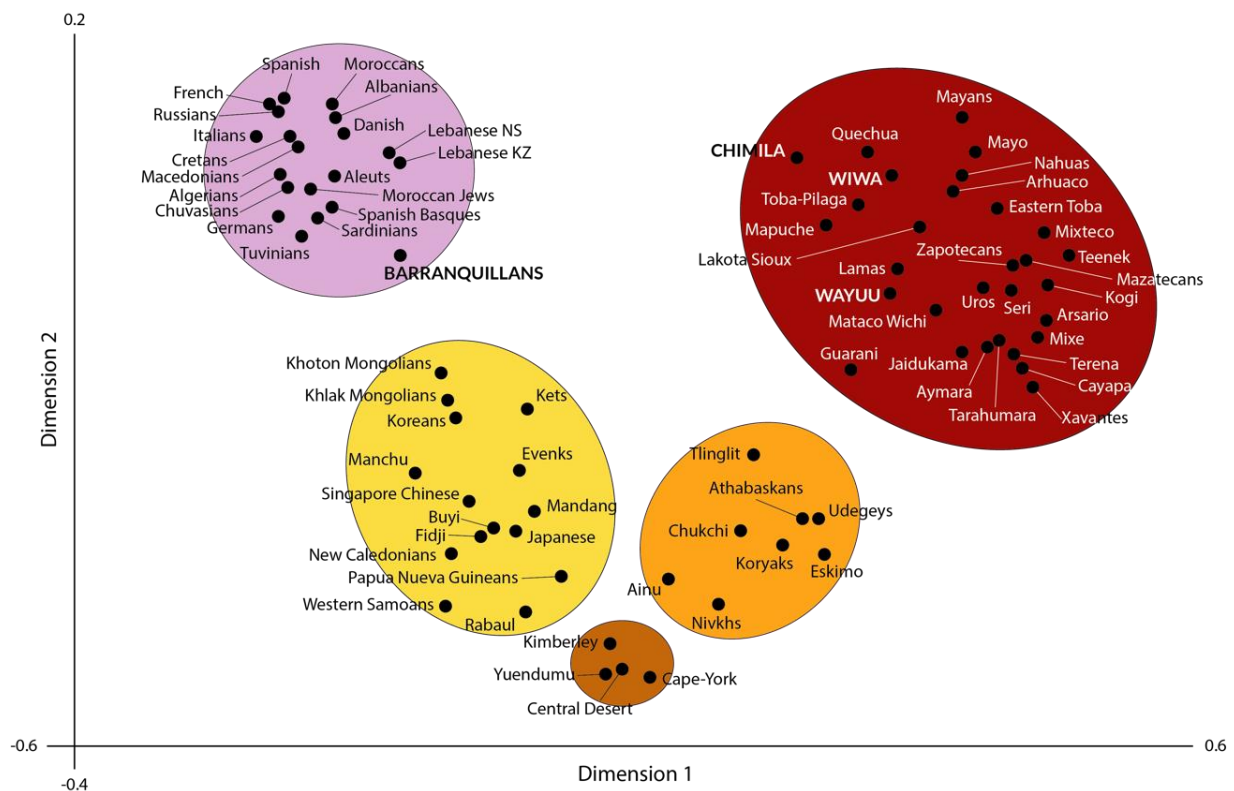 0.2
Spanish
Moroccans
French
Albanians
Russians
Danish
Italians
Lebanese NS
Cretans
Lebanese KZ
Macedonians
Aleuts
Algerians
Moroccan Jews
Chuvasians
Spanish Basques
Germans
Sardinians
Tuvinians
BARRANQUILLANS
Mayans
Quechua
Mayo
CHIMILA
Nahuas
WIWA
Arhuaco
Toba-Pilaga
Eastern Toba
Mapuche
Mixteco
Lakota Sioux
Zapotecans
Teenek
Lamas
Mazatecans
WAYUU
Uros
Seri
Kogi
Mataco Wichi
Arsario
Guarani
Mixe
Jaidukama
Terena
Aymara
Cayapa
Tarahumara
Xavantes
Dimension 2
Khoton Mongolians
Khlak Mongolians
Kets
Koreans
Manchu
Evenks
Singapore Chinese
Mandang
Buyi
Fidji
Japanese
New Caledonians
Papua Nueva Guineans
Western Samoans
Rabaul
Tlinglit
Athabaskans
Udegeys
Chukchi
Koryaks
Eskimo
Ainu
Nivkhs
Kimberley
Yuendumu
Cape-York
Central Desert
-0.6
0.6
Dimension 1
-0.4